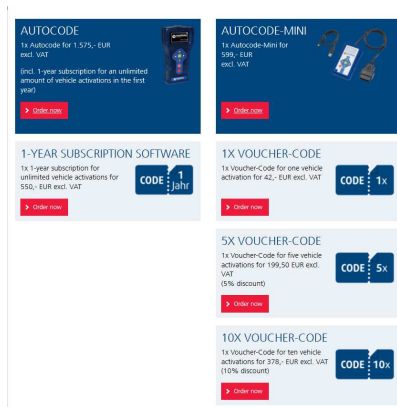 AUTOCODE
1x Autocode for 1.575,- EUR
excl. VAT
(incl. 1-year subscription for an unlimited
amount of vehicle activations in the first
year)
Order now
AUTOCODE-MINI
1x Autocode-Mini for
599,- EUR
excl. VAT
Order now
1-YEAR SUBSCRIPTION SOFTWARE
1x 1-year subscription for
unlimited vehicle activations for
550,- EUR excl. VAT
CODE 1
Jahr
Order now
1X VOUCHER-CODE
1x Voucher-Code for one vehicle
activation for 42,- EUR excl. VAT
CODE 1x
Order now
5X VOUCHER-CODE
1x Voucher-Code for five vehicle
activations for 199,50 EUR excl.
VAT
(5% discount)
CODE 5x
Order now
10X VOUCHER-CODE
1x Voucher-Code for ten vehicle
activations for 378,- EUR excl. VAT
(10% discount)
CODE 10x
Order now